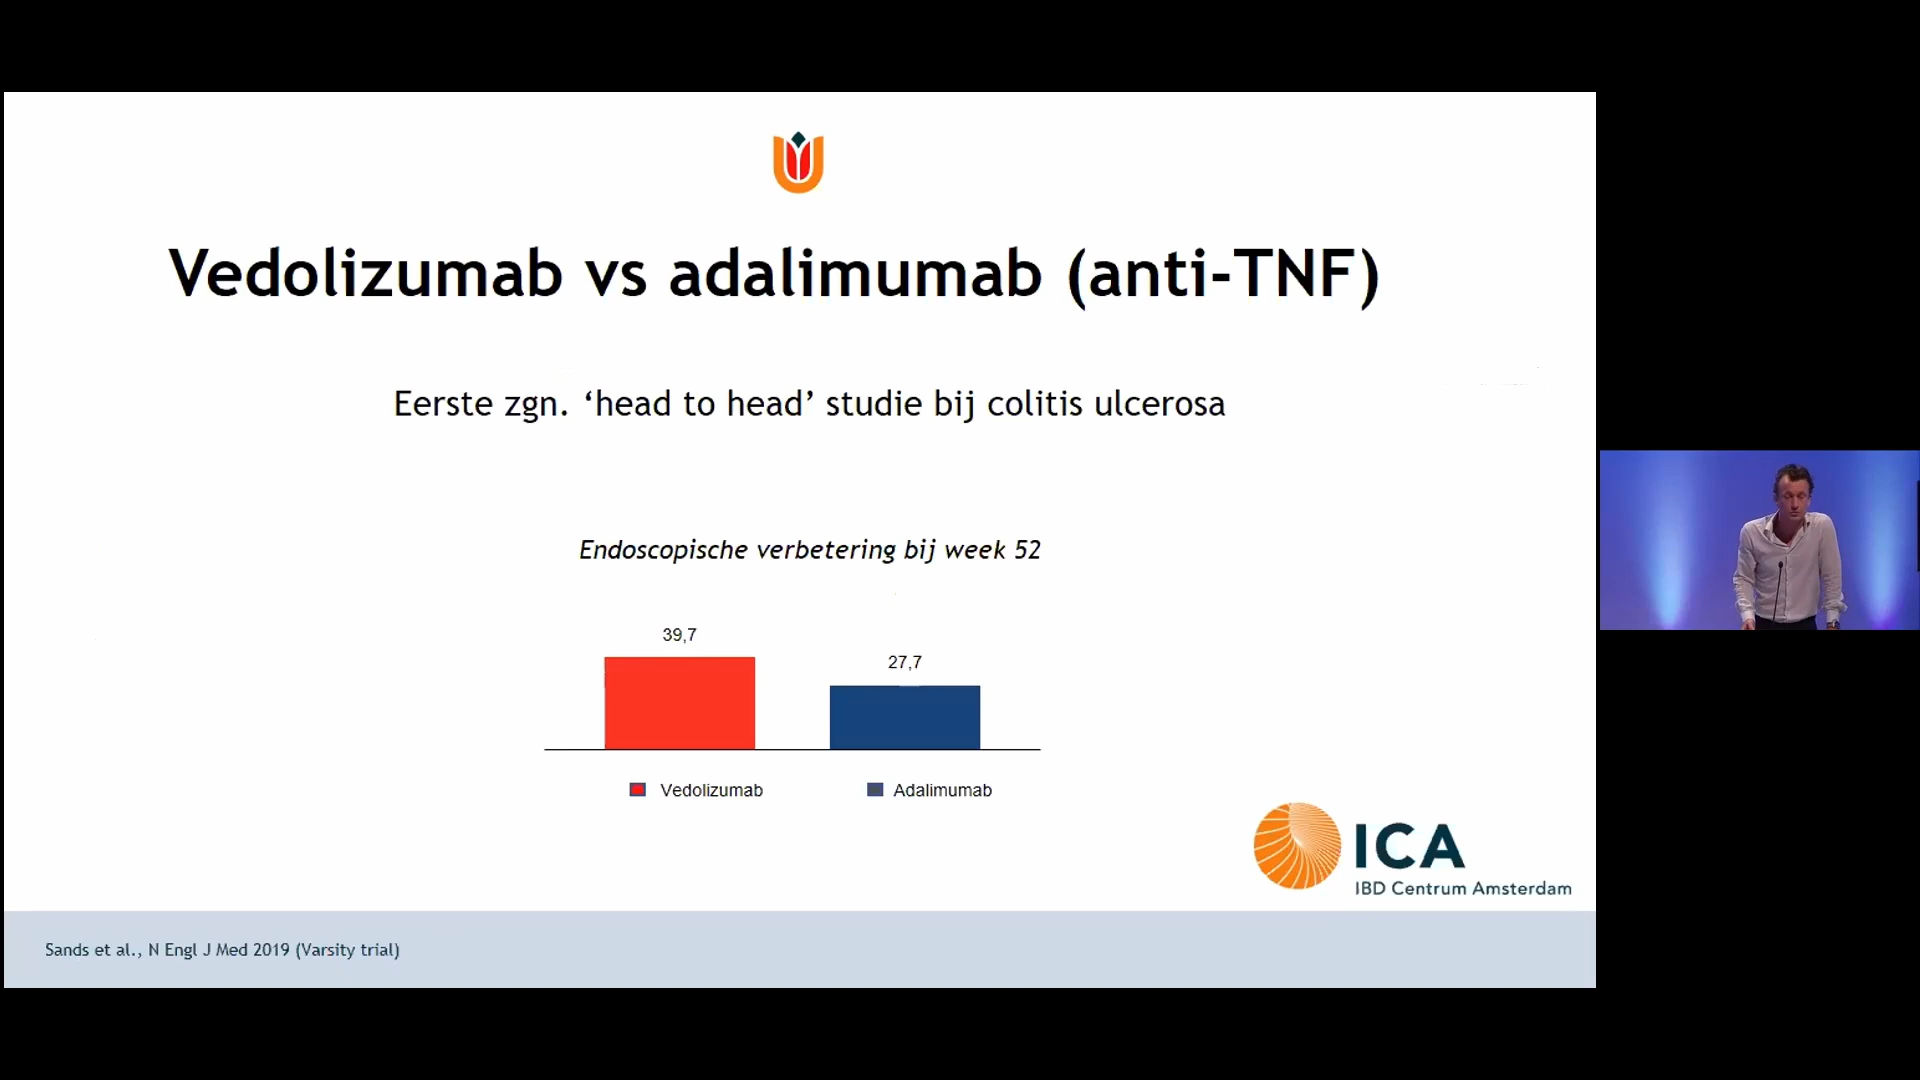 Vedolizumab vs adalimumab (anti-TNF)
Eerste zgn. ‘head to head’ studie bij colitis ulcerosa
Endoscopische verbetering bij week 52
39,7
27,7
Vedolizumab
Adalimumab
ICA
IBD Centrum Amsterdam
Sands et al., N Engl J Med 2019 (Varsity trial)